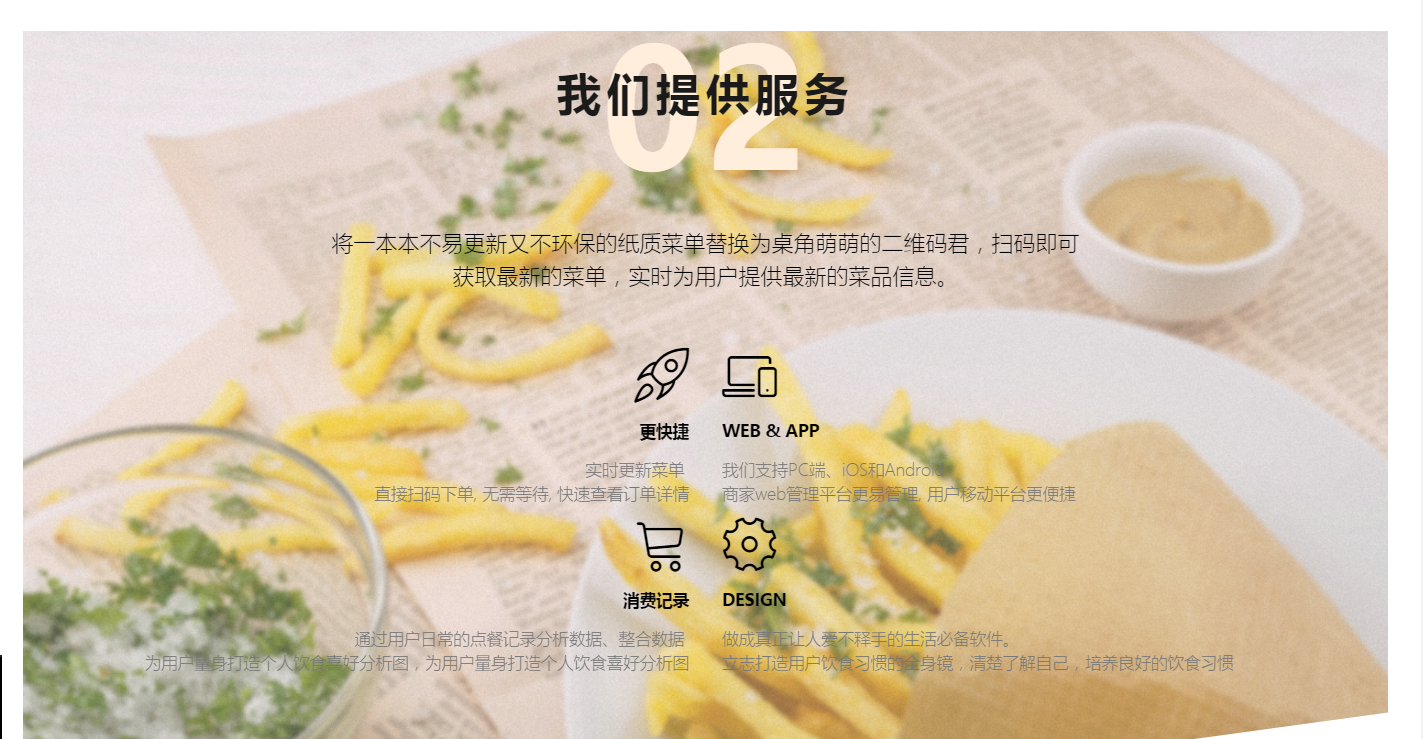 02
我们提供服务
将一本本不易更新又不环保的纸质菜单替换为桌角萌萌的二维码君，扫码即可
获取最新的菜单，实时为用户提供最新的菜品信息。
更快捷
实时更新菜单
直接扫码下单, 无需等待, 快速查看订单详情
WEB & APP
我们支持PC端、iOS和Android
商家web管理平台更易管理, 用户移动平台更便捷
消费记录
通过用户日常的点餐记录分析数据、整合数据
为用户量身打造个人饮食喜好分析图，为用户量身打造个人饮食喜好分析图
DESIGN
做成真正让人爱不释手的生活必备软件。
立志打造用户饮食习惯的全身镜，清楚了解自己，培养良好的饮食习惯